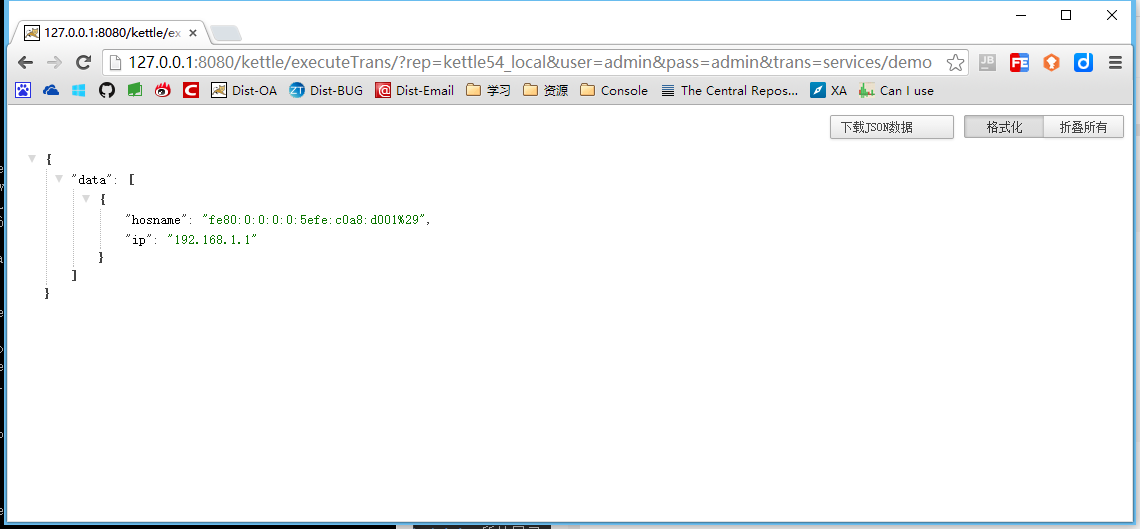 127.0.0.1:8080/kettle/ex
127.0.0.1:8080/kettle/executeTrans/?rep=kettle54_local&user=admin&pass=admin&trans=services/demo
JB FE
Dist-OA ZT Dist-BUG Dist-Email 学习 资源 Console The Central Repos... XA Can I use
下载JSON数据 格式化 折叠所有
{
"data": [
{
"hosname": "fe80:0:0:0:0:5efe:c0a8:d001%29",
"ip": "192.168.1.1"
}
]
}